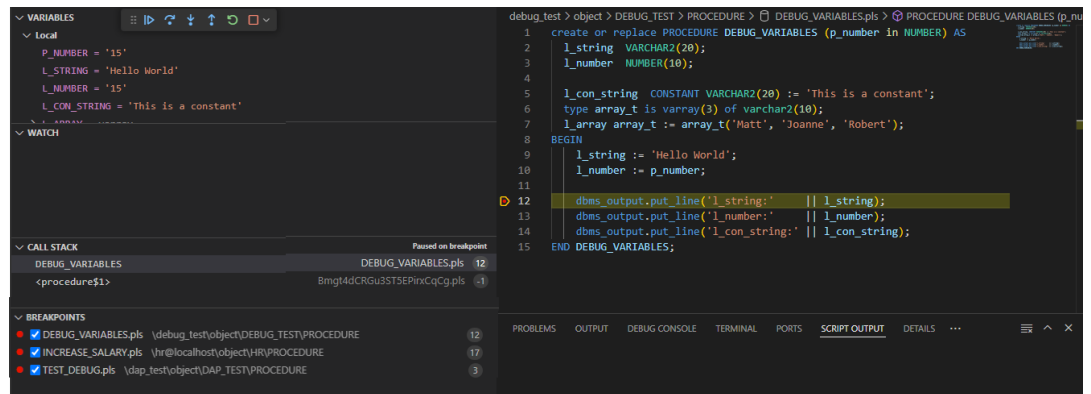 VARIABLES
Local
P_NUMBER = '15'
L_STRING = 'Hello World'
L_NUMBER = '15'
L_CON_STRING = 'This is a constant'
WATCH
CALL STACK Paused on breakpoint
DEBUG_VARIABLES DEBUG_VARIABLES.pls 12
<procedure$1> Bmgt4dCRGu3ST5EPirxCqCg.pls -1
BREAKPOINTS
DEBUG_VARIABLES.pls \debug_test\object\DEBUG_TEST\PROCEDURE 12
INCREASE_SALARY.pls \hr@localhost\object\HR\PROCEDURE 17
TEST_DEBUG.pls \dap_test\object\DAP_TEST\PROCEDURE 3
debug_test > object > DEBUG_TEST > PROCEDURE > DEBUG_VARIABLES.pls > PROCEDURE DEBUG_VARIABLES (p_nu
1 create or replace PROCEDURE DEBUG_VARIABLES (p_number in NUMBER) AS
2 l_string VARCHAR2(20);
3 l_number NUMBER(10);
4
5 l_con_string CONSTANT VARCHAR2(20) := 'This is a constant';
6 type array_t is varray(3) of varchar2(10);
7 l_array array_t := array_t('Matt', 'Joanne', 'Robert');
8 BEGIN
9 l_string := 'Hello World';
10 l_number := p_number;
11
12 dbms_output.put_line('l_string:' || l_string);
13 dbms_output.put_line('l_number:' || l_number);
14 dbms_output.put_line('l_con_string:' || l_con_string);
15 END DEBUG_VARIABLES;
PROBLEMS OUTPUT DEBUG CONSOLE TERMINAL PORTS SCRIPT OUTPUT DETAILS ...